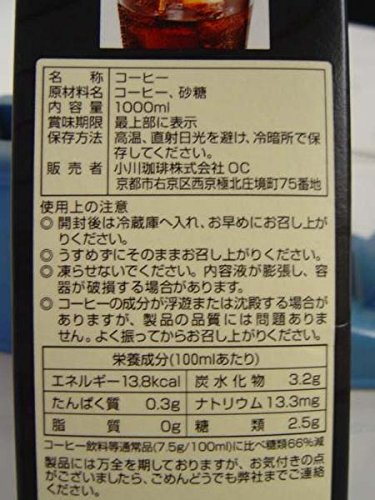 名 称 コーヒー
原材料名 コーヒー、砂糖
内容量 1000ml
賞味期限 最上部に表示
保存方法 高温、直射日光を避け、冷暗所で保
存してください。
販売者 小川珈琲株式会社 OC
京都市右京区西京極北庄境町75番地
使用上の注意
◎開封後は冷蔵庫へ入れ、お早めにお召し上が
りください。
◎うすめずにそのままお召し上がりください。
◎凍らせないでください。内容液が膨張し、容
器が破損する場合があります。
◎コーヒーの成分が浮遊または沈殿する場合が
ありますが、製品の品質には問題ありませ
ん。よく振ってからお召し上がりください。
栄養成分(100mlあたり)
エネルギー 13.8kcal 炭水化物 3.2g
たんぱく質 0.3g ナトリウム 13.3mg
脂質 0g 糖類 2.5g
コーヒー飲料等通常品(7.5g/100ml)に比べ糖類66%減
製品には万全を期しておりますが、お気付きの点
がございましたら、ごめんどうでも弊社までご連絡
ください。